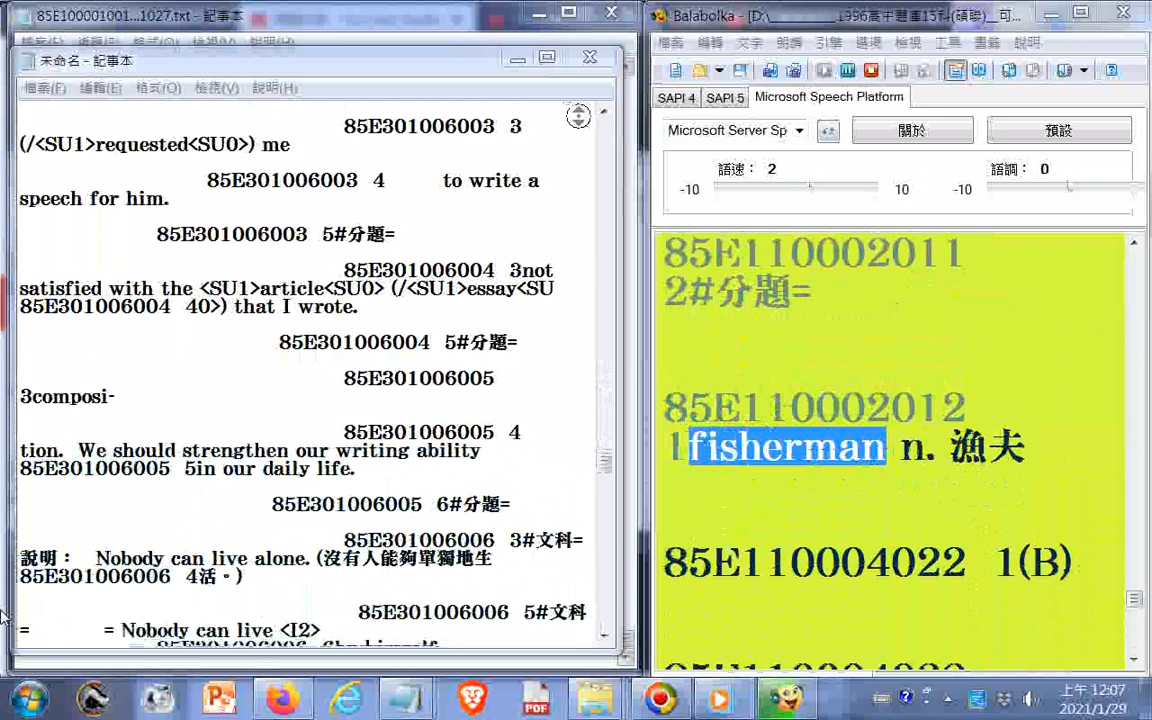 85E100001001...1027.txt - 記事本
未命名 - 記事本
檔案(F) 編輯(E) 格式(O) 檢視(V) 說明(H)
85E301006003 3
(/<SU1>requested<SU0>) me
85E301006003 4 to write a
speech for him.
85E301006003 5#分題=
85E301006004 3not
satisfied with the <SU1>article<SU0> (/<SU1>essay<SU
85E301006004 40>) that I wrote.
85E301006004 5#分題=
85E301006005
3composi-
85E301006005 4
tion. We should strengthen our writing ability
85E301006005 5in our daily life.
85E301006005 6#分題=
85E301006006 3#文科=
說明： Nobody can live alone. (沒有人能夠單獨地生
85E301006006 4活。)
85E301006006 5#文科
= = Nobody can live <I2>
Balabolka - [D:\
檔案 編輯 文字 朗讀 引擎 選項 檢視 工具 書籤 說明
SAPI 4 SAPI 5 Microsoft Speech Platform
Microsoft Server Sp 關於 預設
語速： 2 語調： 0
-10 10 -10
85E110002011
2#分題=
85E110002012
1fisherman n. 漁夫
85E110004022 1(B)
PDF
上午 12:07
2021/1/29